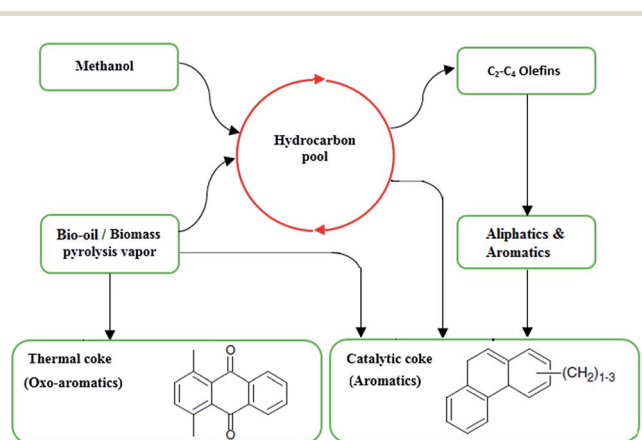 Methanol
C₂-C₄ Olefins
Hydrocarbon
pool
Bio-oil / Biomass
pyrolysis vapor
Aliphatics &
Aromatics
Thermal coke
(Oxo-aromatics)
O
O
Catalytic coke
(Aromatics)
(CH₂)₁₋₃